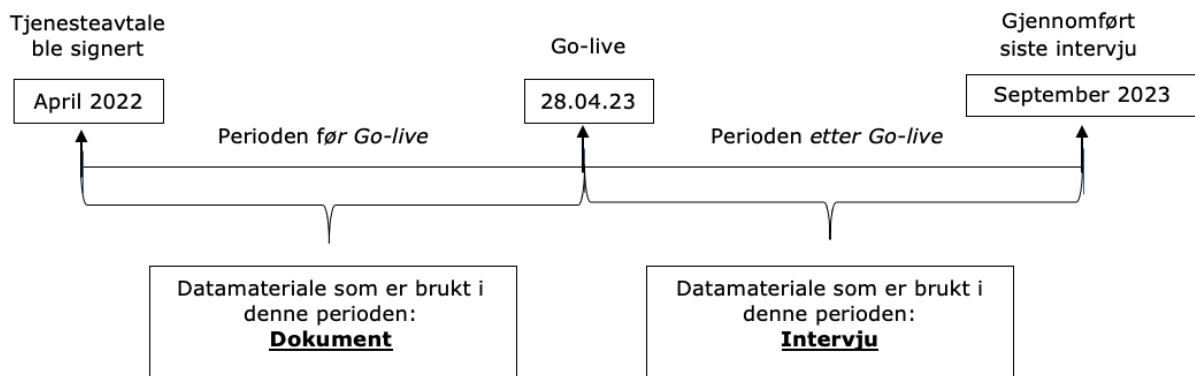 Tjenesteavtale
ble signert
Go-live
Gjennomført
siste intervju
April 2022
28.04.23
September 2023
Perioden før Go-live
Perioden etter Go-live
Datamateriale som er brukt i
denne perioden:
Dokument
Datamateriale som er brukt i
denne perioden:
Intervju